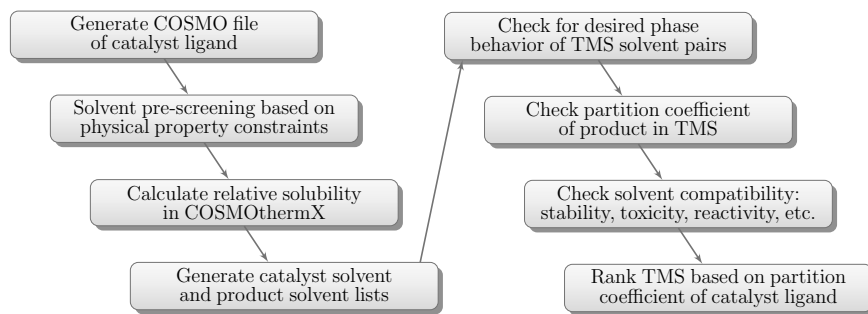 Generate COSMO file
of catalyst ligand
Solvent pre-screening based on
physical property constraints
Calculate relative solubility
in COSMOthermX
Generate catalyst solvent
and product solvent lists
Check for desired phase
behavior of TMS solvent pairs
Check partition coefficient
of product in TMS
Check solvent compatibility:
stability, toxicity, reactivity, etc.
Rank TMS based on partition
coefficient of catalyst ligand